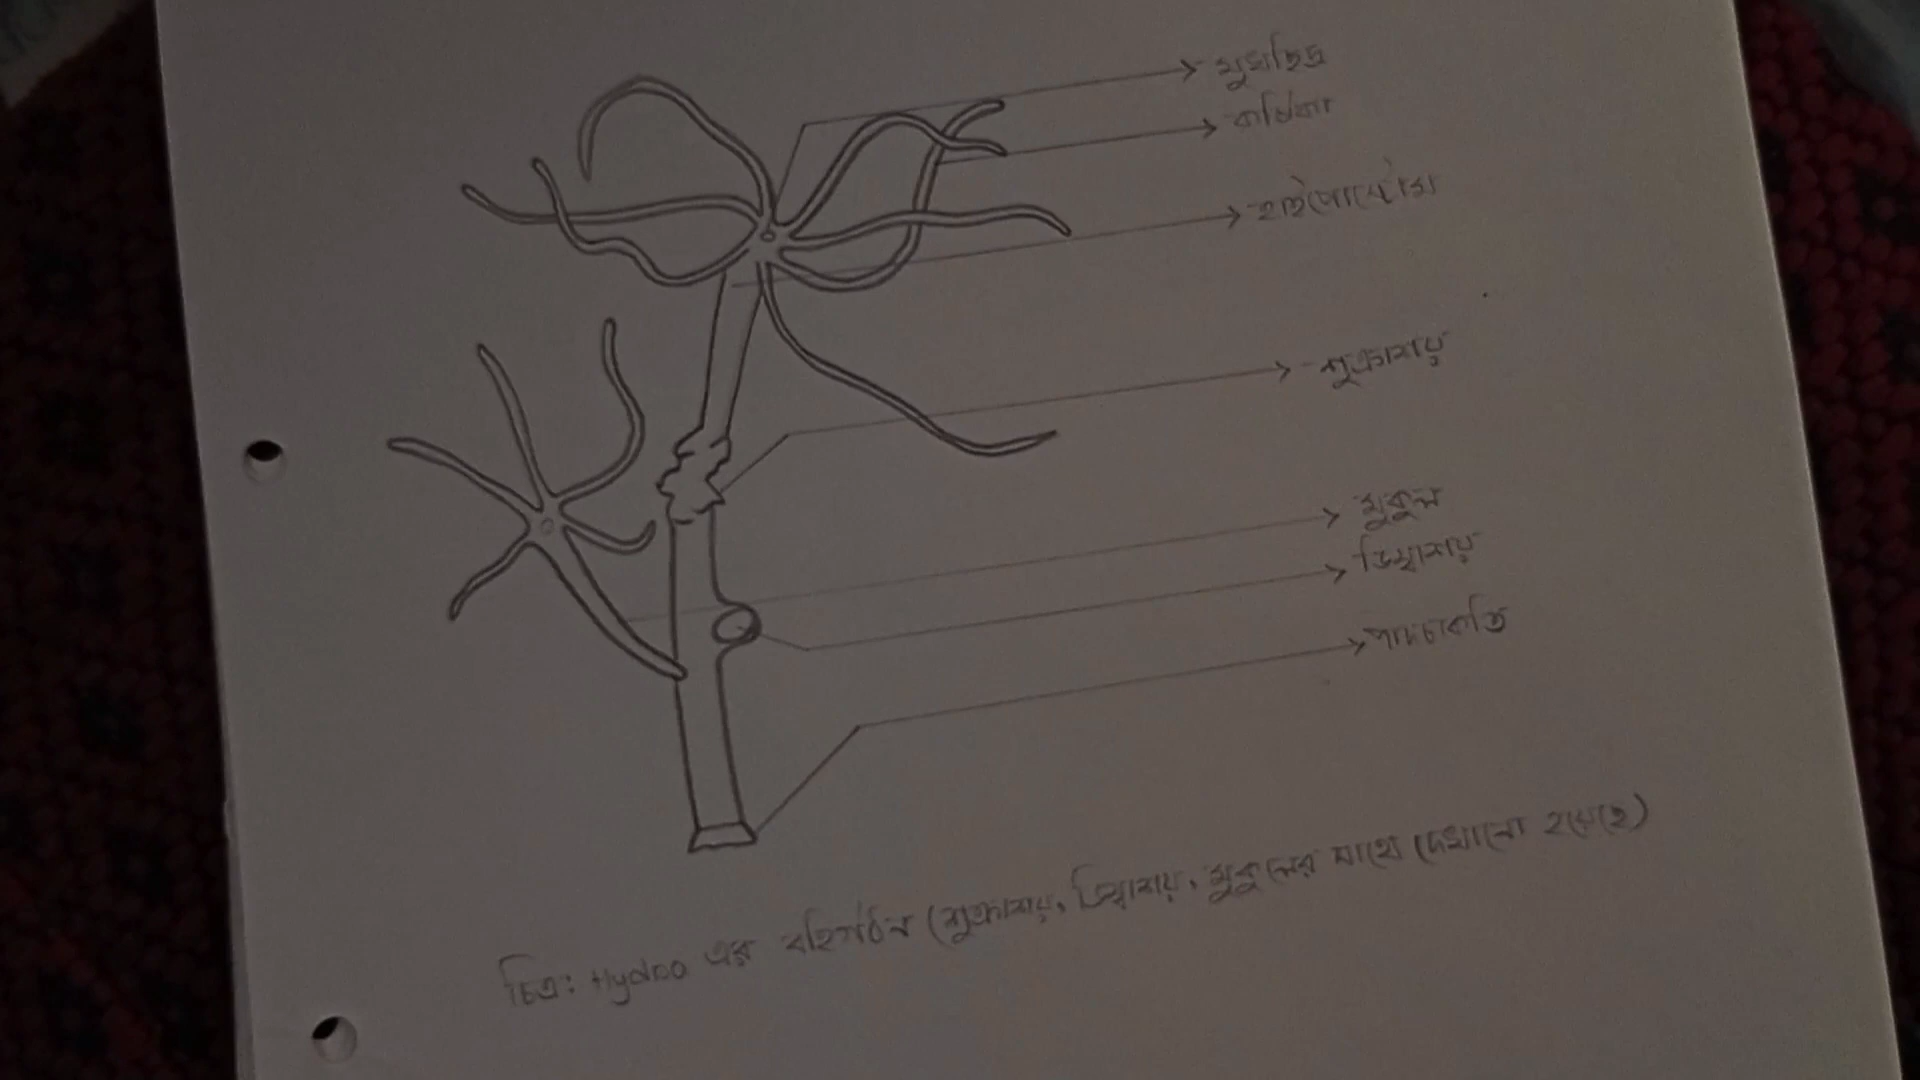 মুখছিদ্র
কর্ষিকা
হাইপোস্টোম
শুক্রাশয়
মুকুল
ডিম্বাশয়
পাদচাকতি
চিত্র: Hydra এর বহির্গঠন (শুক্রাশয়, ডিম্বাশয়, মুকুলের সাথে দেখানো হয়েছে)